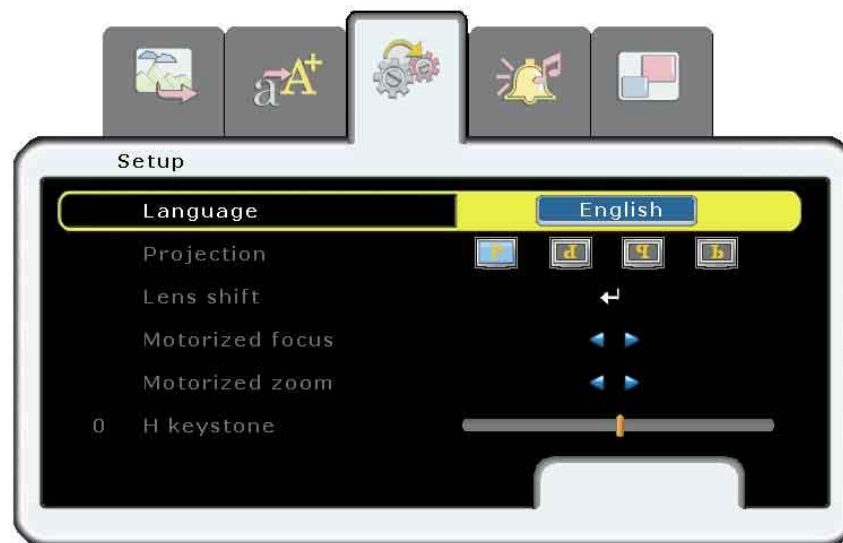 Setup
Language English
Projection
Lens shift
Motorized focus
Motorized zoom
0 H keystone